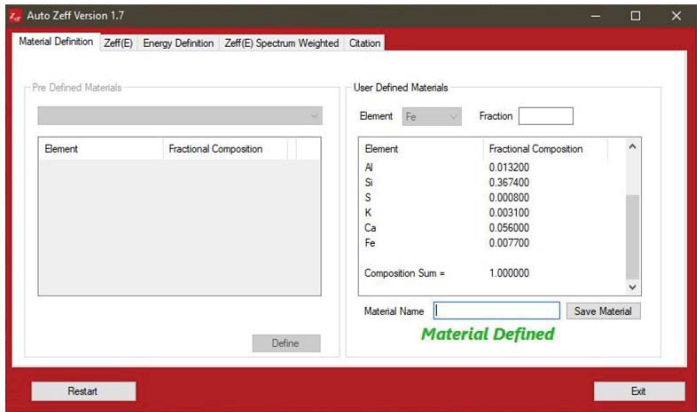 Zeff Auto Zeff Version 1.7
Material Definition Zeff(E) Energy Definition Zeff(E) Spectrum Weighted Citation
Pre Defined Materials
Element Fractional Composition
Define
User Defined Materials
Element Fe Fraction
Element Fractional Composition
Al 0.013200
Si 0.367400
S 0.000800
K 0.003100
Ca 0.056000
Fe 0.007700
Composition Sum = 1.000000
Material Name Save Material
Material Defined
Restart Exit